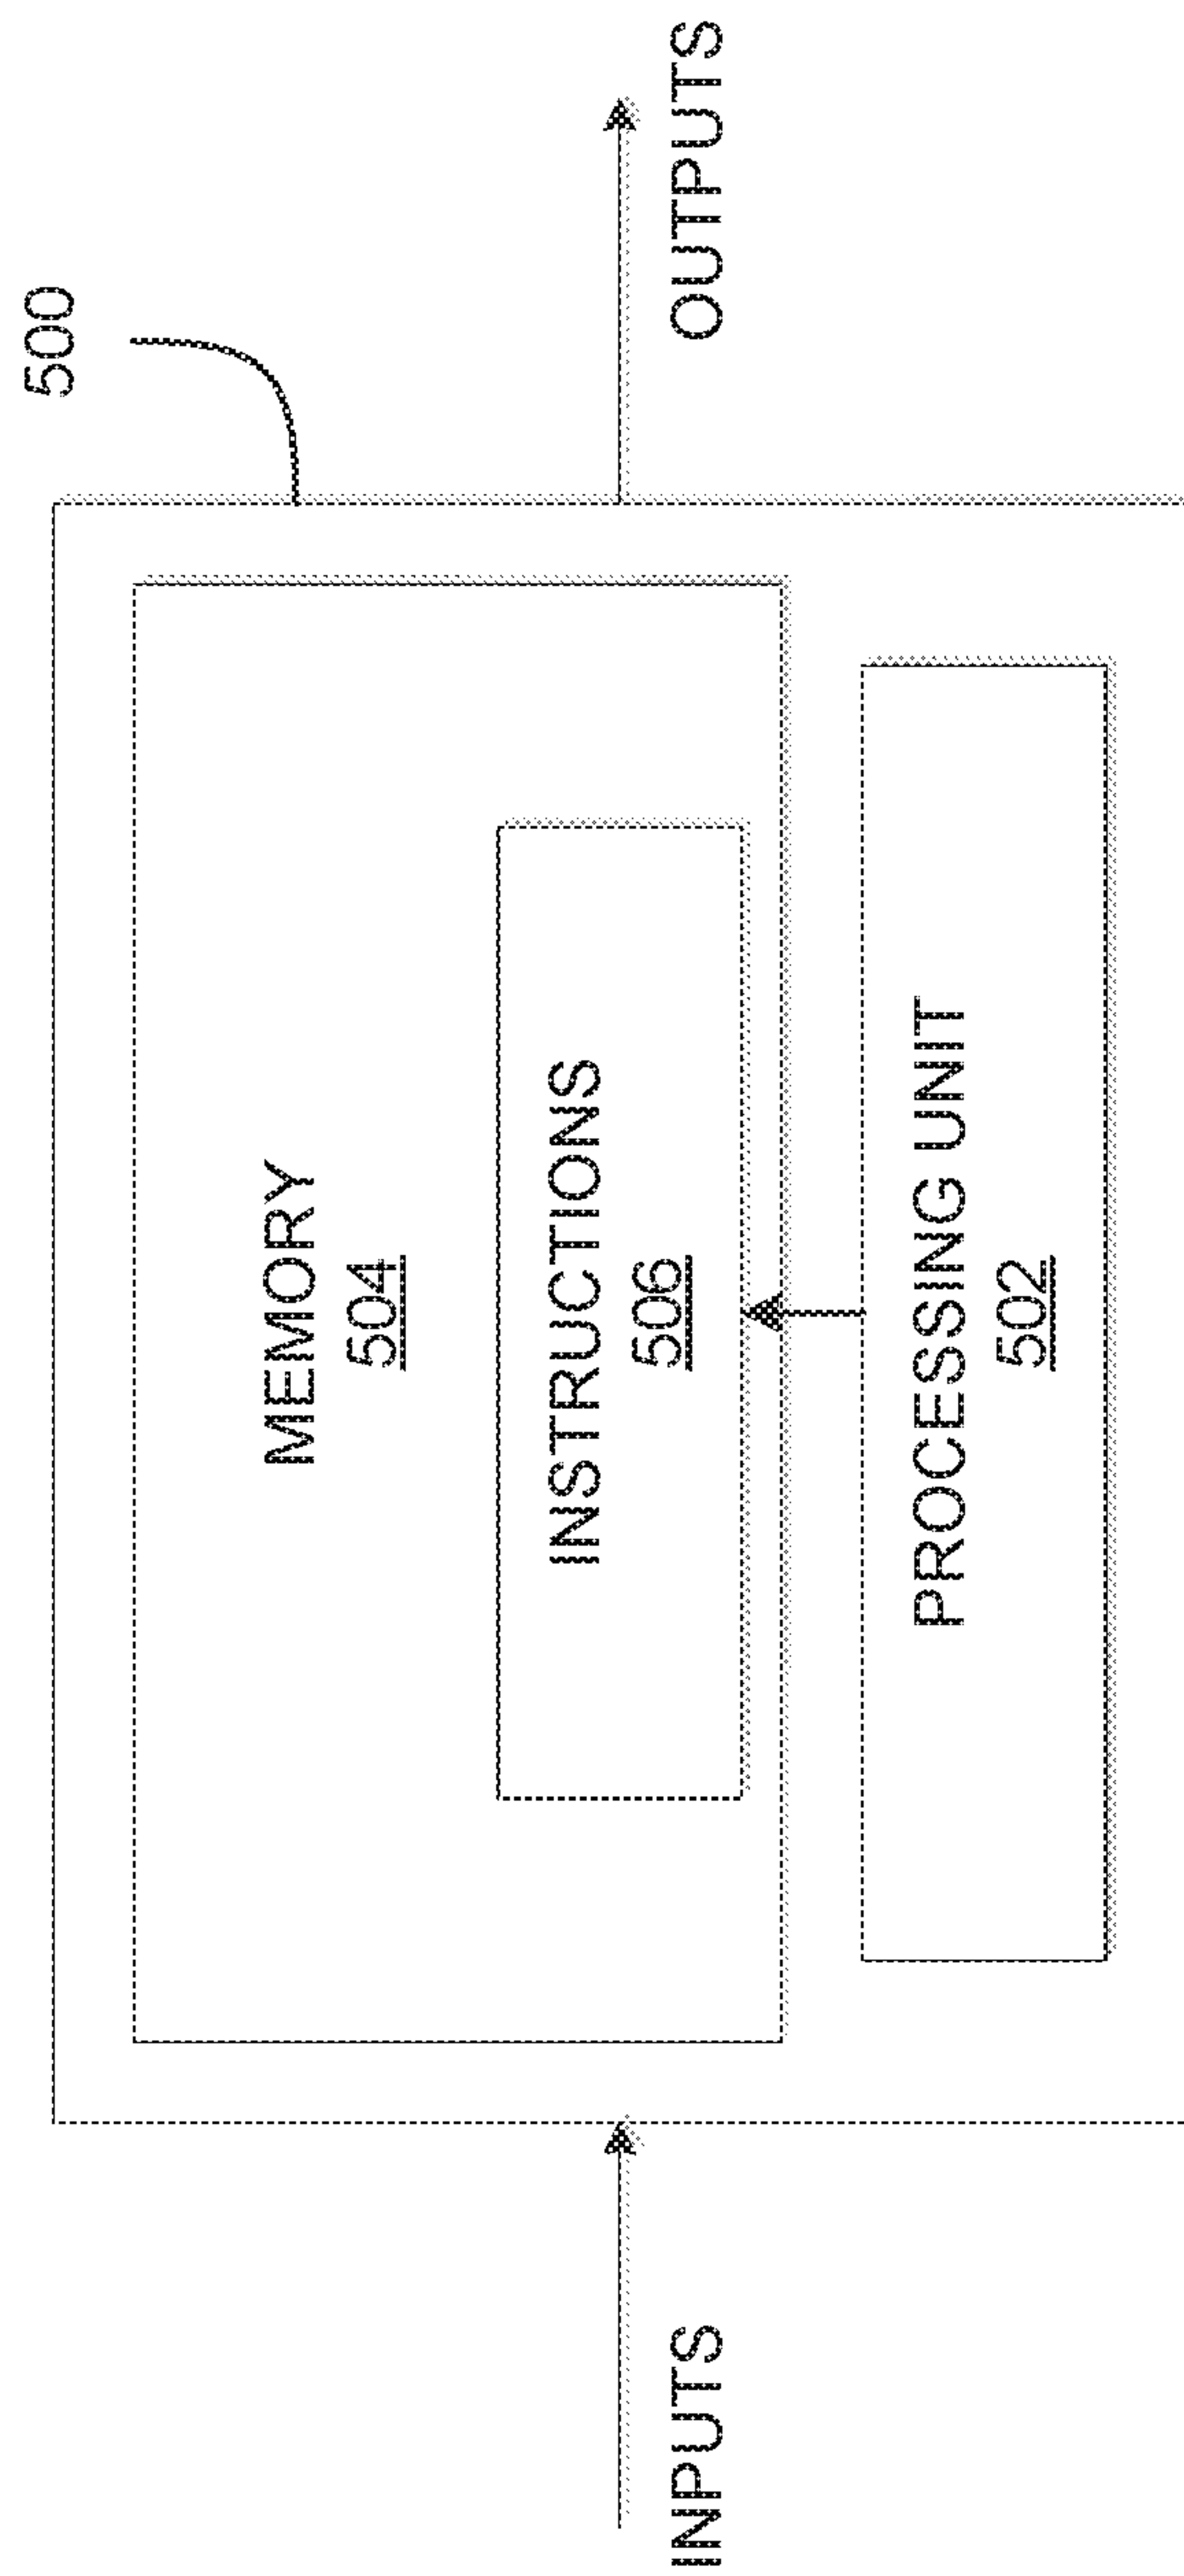 500
MEMORY
504
INSTRUCTIONS
506
INPUTS
OUTPUTS
PROCESSING UNIT
502